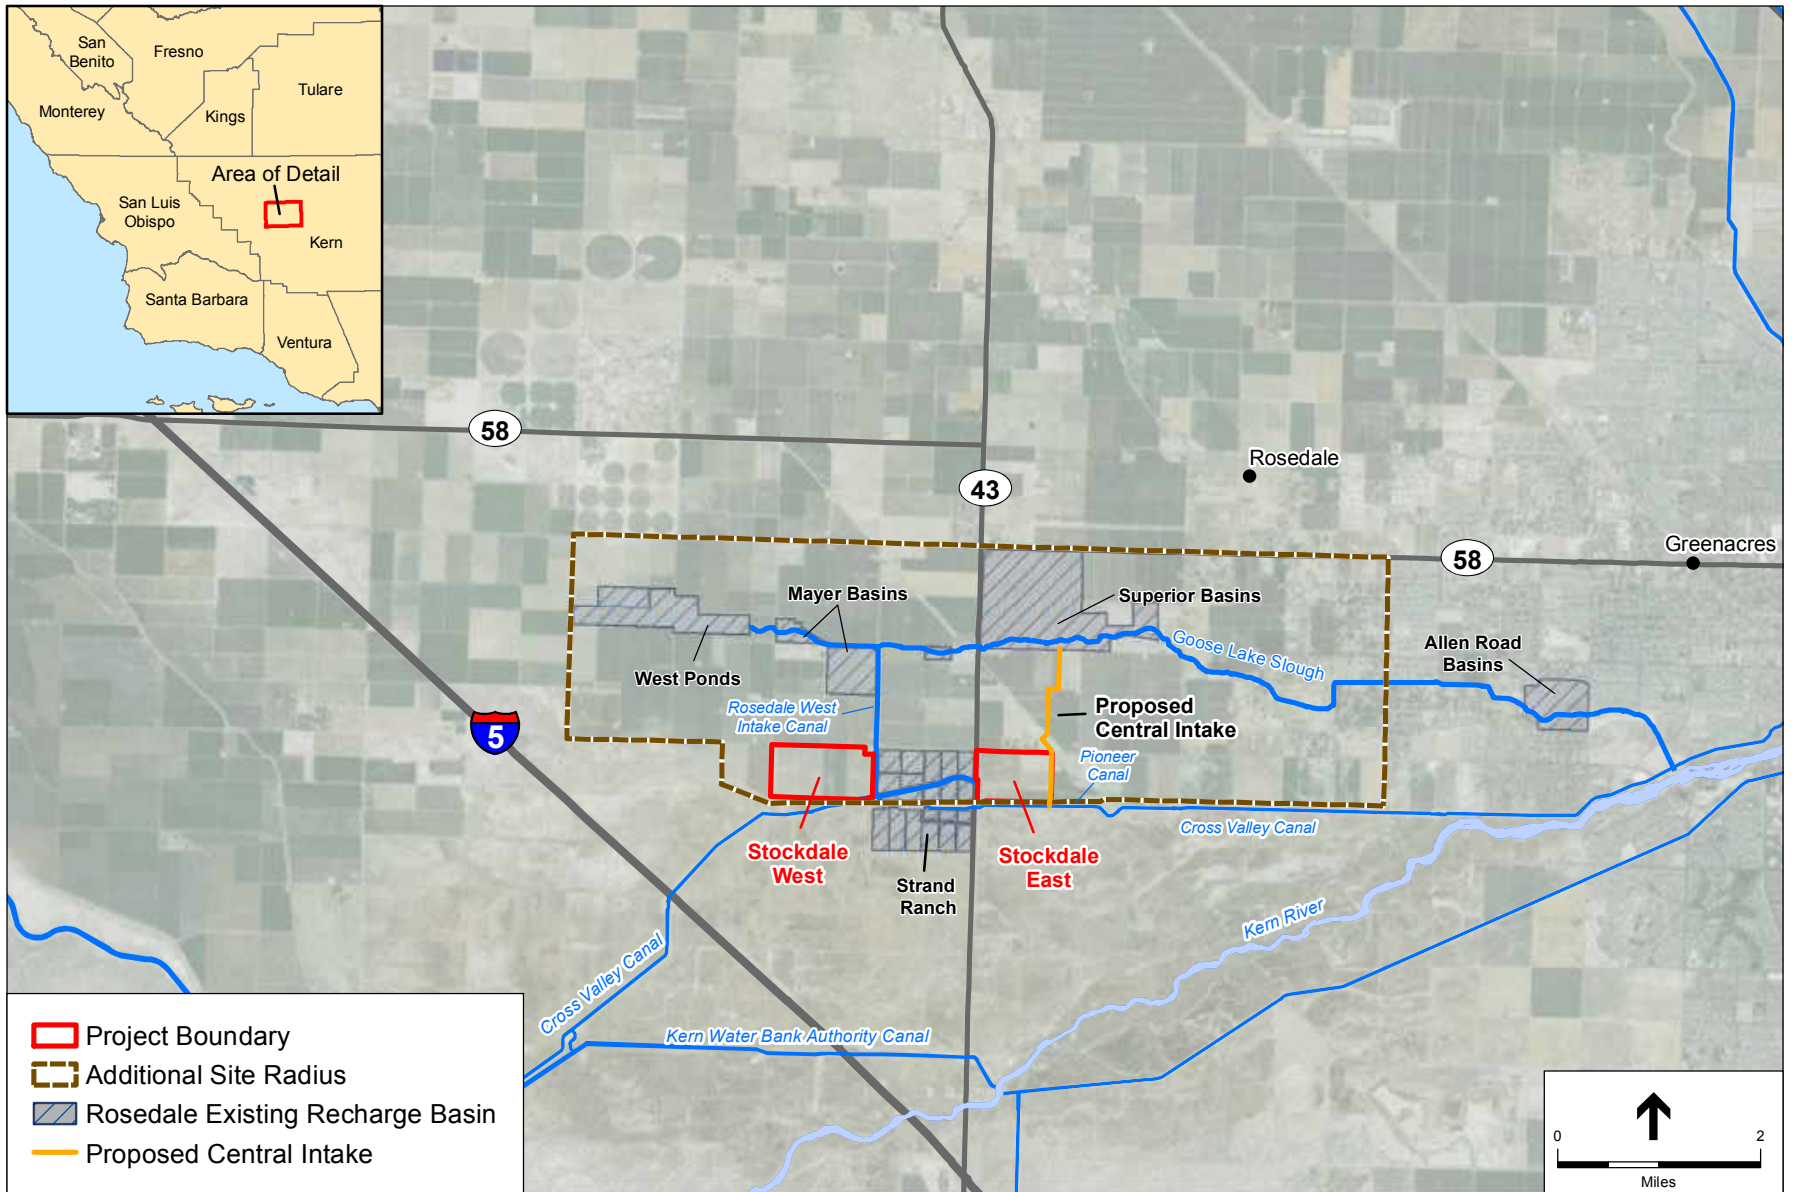 San
Benito
Fresno
Tulare
Monterey
Kings
Area of Detail
San Luis
Obispo
Kern
Santa Barbara
Ventura
58
43
Rosedale
58
Greenacres
Mayer Basins
Superior Basins
Goose Lake Slough
Allen Road
Basins
West Ponds
Rosedale West
Intake Canal
Proposed
Central Intake
5
Pioneer
Canal
Cross Valley Canal
Stockdale
West
Stockdale
East
Strand
Ranch
Kern River
Cross Valley Canal
Kern Water Bank Authority Canal
Project Boundary
Additional Site Radius
Rosedale Existing Recharge Basin
Proposed Central Intake
0
2
Miles